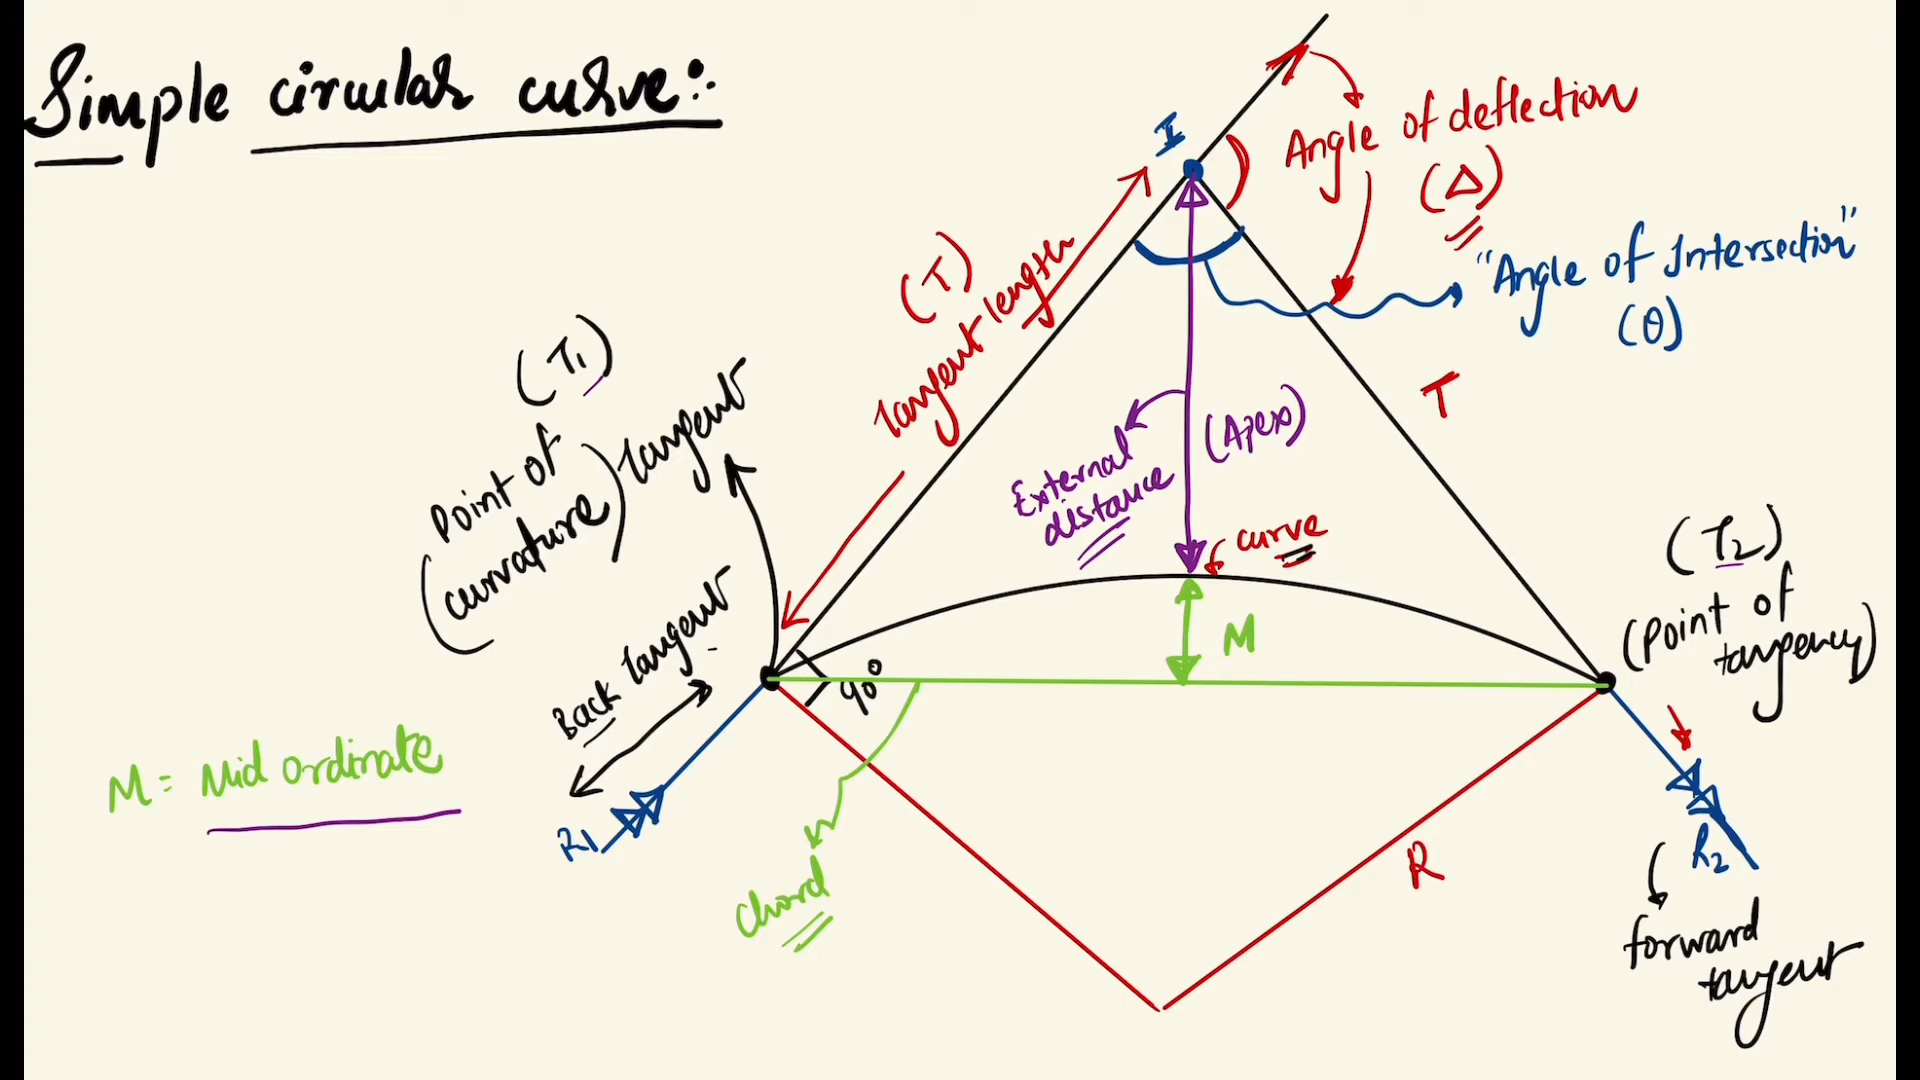 Simple circular curve:-
I
Angle of deflection
(Δ)
"Angle of Intersection"
(θ)
(T)
Tangent length
T
(T1)
Point of
(curvature) tangent
External
distance
(Apex)
curve
(T2)
(Point of
tangency)
M
90°
Back tangent
M = Mid ordinate
R1
chord
R
R2
forward
tangent